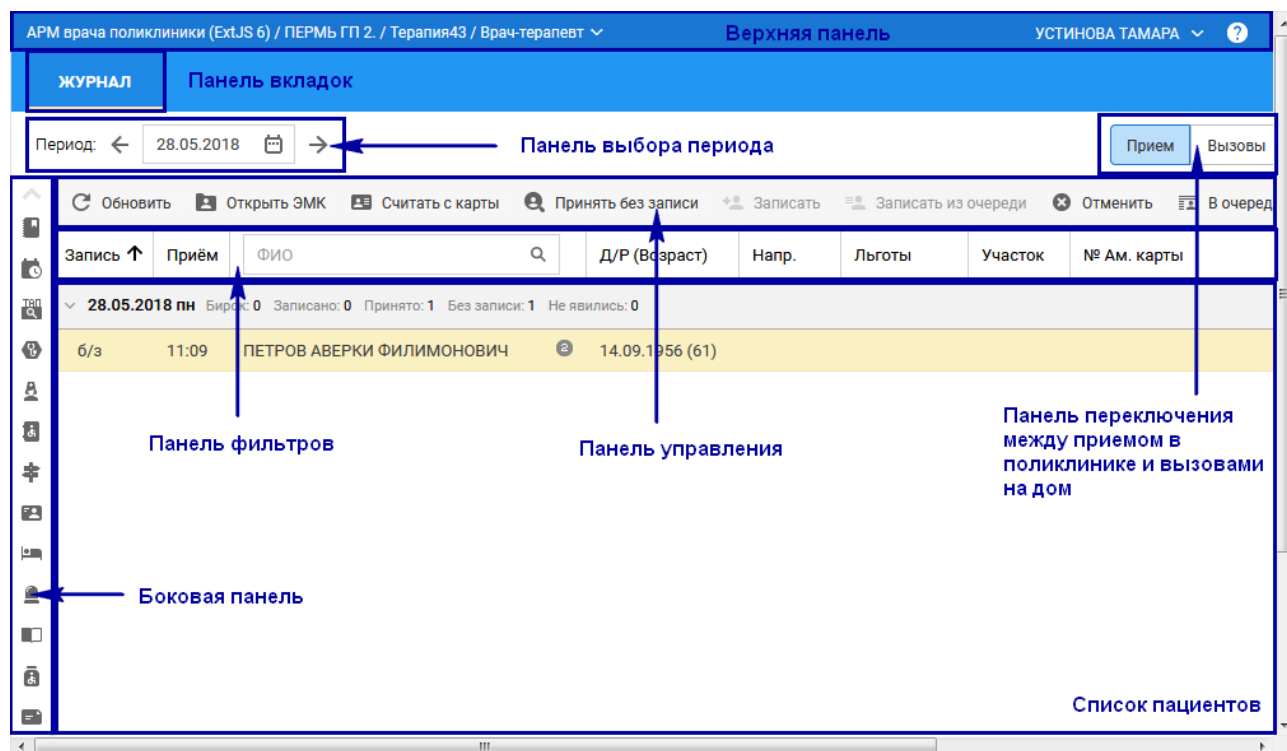 АРМ врача поликлиники (ExtJS 6) / ПЕРМЬ ГП 2. / Терапия43 / Врач-терапевт Верхняя панель УСТИНОВА ТАМАРА ?
ЖУРНАЛ Панель вкладок
Период: 28.05.2018 Панель выбора периода Прием Вызовы
Обновить Открыть ЭМК Считать с карты Принять без записи Записать Записать из очереди Отменить В очеред
Запись Приём ФИО Д/Р (Возраст) Напр. Льготы Участок № Ам. карты
ТАП
28.05.2018 пн Бирок: 0 Записано: 0 Принято: 1 Без записи: 1 Не явились: 0
б/з 11:09 ПЕТРОВ АВЕРКИ ФИЛИМОНОВИЧ 2 14.09.1956 (61)
Панель фильтров
Панель управления
Панель переключения
между приемом в
поликлинике и вызовами
на дом
Боковая панель
Список пациентов